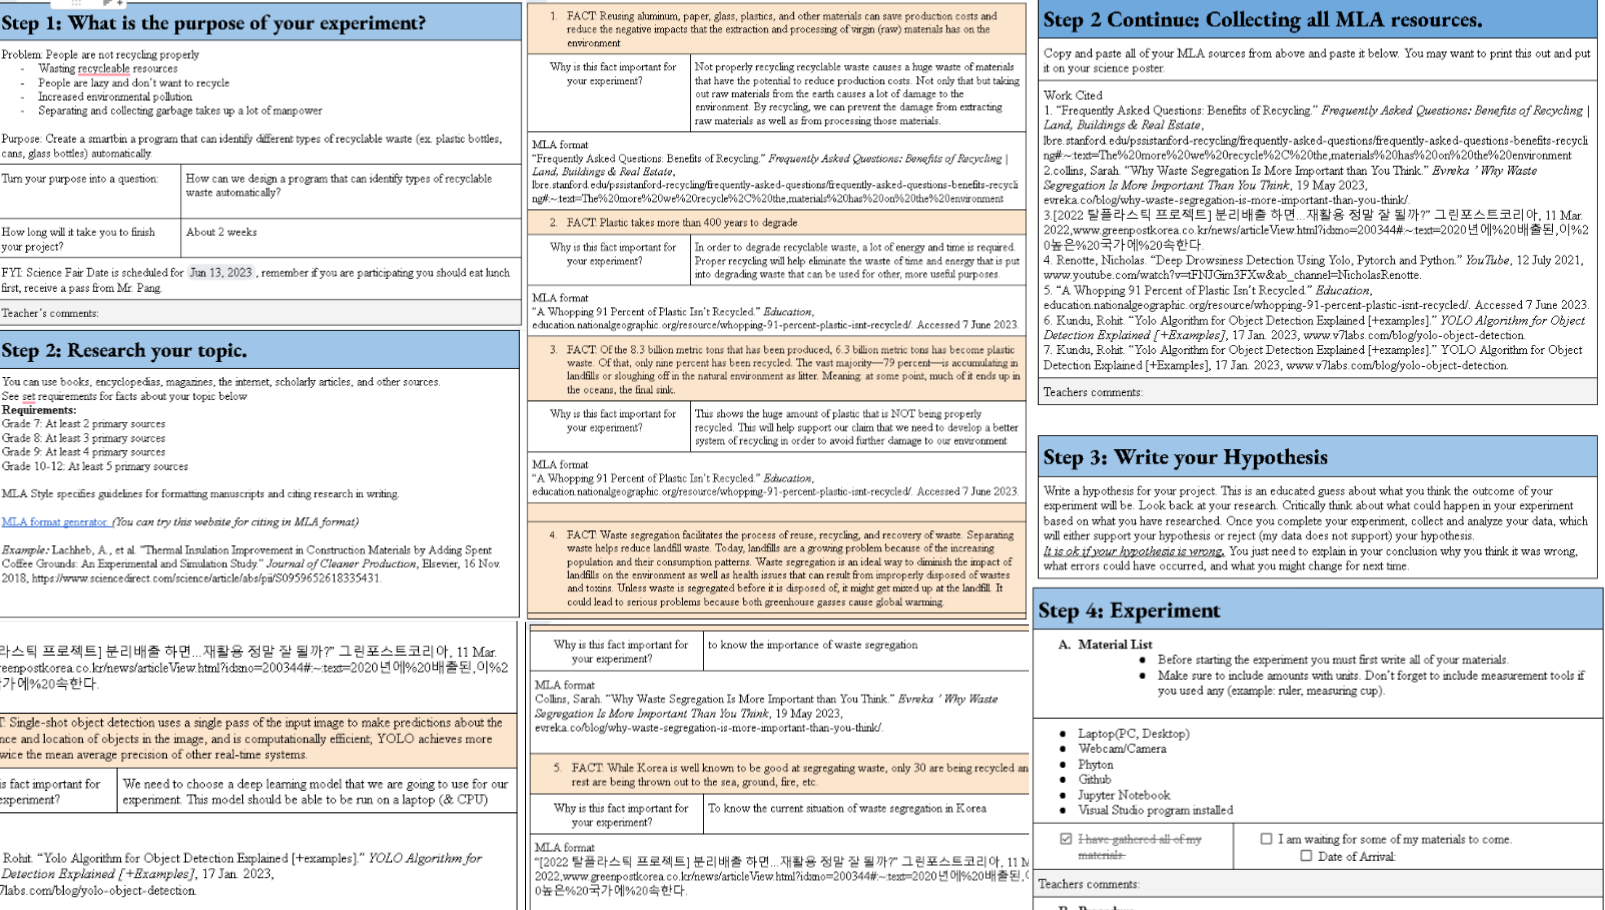 Step 1: What is the purpose of your experiment?
Problem: People are not recycling properly
- Wasting recycleable resources
- People are lazy and don't want to recycle
- Increased environmental pollution
- Separating and collecting garbage takes up a lot of manpower
Purpose: Create a smartbin a program that can identify different types of recyclable waste (ex. plastic bottles,
cans, glass bottles) automatically.
Turn your purpose into a question:
How can we design a program that can identify types of recyclable
waste automatically?
How long will it take you to finish
your project?
About 2 weeks
FYI: Science Fair Date is scheduled for Jun 13, 2023 , remember if you are participating you should eat lunch
first, receive a pass from Mr. Pang.
Teacher's comments:
Step 2: Research your topic.
You can use books, encyclopedias, magazines, the internet, scholarly articles, and other sources.
See set requirements for facts about your topic below
Requirements:
Grade 7: At least 2 primary sources
Grade 8: At least 3 primary sources
Grade 9: At least 4 primary sources
Grade 10-12: At least 5 primary sources
MLA Style specifies guidelines for formatting manuscripts and citing research in writing.
MLA format generator. (You can try this website for citing in MLA format)
Example: Lachheb, A., et al. "Thermal Insulation Improvement in Construction Materials by Adding Spent
Coffee Grounds: An Experimental and Simulation Study." Journal of Cleaner Production, Elsevier, 16 Nov.
2018, https://www.sciencedirect.com/science/article/abs/pii/S0959652618335431.
라스틱 프로젝트] 분리배출 하면...재활용 정말 잘 될까?" 그린포스트코리아, 11 Mar.
reenpostkorea.co.kr/news/articleView.html?idxno=200344#:~:text=2020년에%20배출된,이%2
가에%20속한다.
T: Single-shot object detection uses a single pass of the input image to make predictions about the
nce and location of objects in the image, and is computationally efficient; YOLO achieves more
wice the mean average precision of other real-time systems.
is fact important for
experiment?
We need to choose a deep learning model that we are going to use for our
experiment. This model should be able to be run on a laptop (& CPU)
Rohit. "Yolo Algorithm for Object Detection Explained [+examples]." YOLO Algorithm for
Detection Explained [+Examples], 17 Jan. 2023,
7labs.com/blog/yolo-object-detection.
1. FACT: Reusing aluminum, paper, glass, plastics, and other materials can save production costs and
reduce the negative impacts that the extraction and processing of virgin (raw) materials has on the
environment
Why is this fact important for
your experiment?
Not properly recycling recyclable waste causes a huge waste of materials
that have the potential to reduce production costs. Not only that but taking
out raw materials from the earth causes a lot of damage to the
environment. By recycling, we can prevent the damage from extracting
raw materials as well as from processing those materials.
MLA format
"Frequently Asked Questions: Benefits of Recycling." Frequently Asked Questions: Benefits of Recycling |
Land, Buildings & Real Estate,
lbre.stanford.edu/pssistanford-recycling/frequently-asked-questions/frequently-asked-questions-benefits-recycli
ng#:~:text=The%20more%20we%20recycle%2C%20the,materials%20has%20on%20the%20environment
2. FACT: Plastic takes more than 400 years to degrade
Why is this fact important for
your experiment?
In order to degrade recyclable waste, a lot of energy and time is required.
Proper recycling will help eliminate the waste of time and energy that is put
into degrading waste that can be used for other, more useful purposes.
MLA format
"A Whopping 91 Percent of Plastic Isn't Recycled." Education,
education.nationalgeographic.org/resource/whopping-91-percent-plastic-isnt-recycled/. Accessed 7 June 2023.
3. FACT: Of the 8.3 billion metric tons that has been produced, 6.3 billion metric tons has become plastic
waste. Of that, only nine percent has been recycled. The vast majority—79 percent—is accumulating in
landfills or sloughing off in the natural environment as litter. Meaning: at some point, much of it ends up in
the oceans, the final sink.
Why is this fact important for
your experiment?
This shows the huge amount of plastic that is NOT being properly
recycled. This will help support our claim that we need to develop a better
system of recycling in order to avoid further damage to our environment
MLA format
"A Whopping 91 Percent of Plastic Isn't Recycled." Education,
education.nationalgeographic.org/resource/whopping-91-percent-plastic-isnt-recycled/. Accessed 7 June 2023.
4. FACT: Waste segregation facilitates the process of reuse, recycling, and recovery of waste. Separating
waste helps reduce landfill waste. Today, landfills are a growing problem because of the increasing
population and their consumption patterns. Waste segregation is an ideal way to diminish the impact of
landfills on the environment as well as health issues that can result from improperly disposed of wastes
and toxins. Unless waste is segregated before it is disposed of, it might get mixed up at the landfill. It
could lead to serious problems because both greenhouse gasses cause global warming.
Why is this fact important for
your experiment?
to know the importance of waste segregation
MLA format
Collins, Sarah. "Why Waste Segregation Is More Important than You Think." Evreka ' Why Waste
Segregation Is More Important Than You Think, 19 May 2023,
evreka.co/blog/why-waste-segregation-is-more-important-than-you-think/.
5. FACT: While Korea is well known to be good at segregating waste, only 30 are being recycled an
rest are being thrown out to the sea, ground, fire, etc.
Why is this fact important for
your experiment?
To know the current situation of waste segregation in Korea
MLA format
"[2022 탈플라스틱 프로젝트] 분리배출 하면...재활용 정말 잘 될까?" 그린포스트코리아, 11 M
2022,www.greenpostkorea.co.kr/news/articleView.html?idxno=200344#:~:text=2020년에%20배출된,
0높은%20국가에%20속한다.
Step 2 Continue: Collecting all MLA resources.
Copy and paste all of your MLA sources from above and paste it below. You may want to print this out and put
it on your science poster.
Work Cited
1. "Frequently Asked Questions: Benefits of Recycling." Frequently Asked Questions: Benefits of Recycling |
Land, Buildings & Real Estate,
lbre.stanford.edu/pssistanford-recycling/frequently-asked-questions/frequently-asked-questions-benefits-recycli
ng#:~:text=The%20more%20we%20recycle%2C%20the,materials%20has%20on%20the%20environment
2.collins, Sarah. "Why Waste Segregation Is More Important than You Think." Evreka ' Why Waste
Segregation Is More Important Than You Think, 19 May 2023,
evreka.co/blog/why-waste-segregation-is-more-important-than-you-think/.
3.[2022 탈플라스틱 프로젝트] 분리배출 하면...재활용 정말 잘 될까?" 그린포스트코리아, 11 Mar.
2022,www.greenpostkorea.co.kr/news/articleView.html?idxno=200344#:~:text=2020년에%20배출된,이%2
0높은%20국가에%20속한다.
4. Renotte, Nicholas. "Deep Drowsiness Detection Using Yolo, Pytorch and Python." YouTube, 12 July 2021,
www.youtube.com/watch?v=tFNJGim3FXw&ab_channel=NicholasRenotte.
5. "A Whopping 91 Percent of Plastic Isn't Recycled." Education,
education.nationalgeographic.org/resource/whopping-91-percent-plastic-isnt-recycled/. Accessed 7 June 2023.
6. Kundu, Rohit. "Yolo Algorithm for Object Detection Explained [+examples]." YOLO Algorithm for Object
Detection Explained [+Examples], 17 Jan. 2023, www.v7labs.com/blog/yolo-object-detection.
7. Kundu, Rohit. "Yolo Algorithm for Object Detection Explained [+examples]." YOLO Algorithm for Object
Detection Explained [+Examples], 17 Jan. 2023, www.v7labs.com/blog/yolo-object-detection.
Teachers comments:
Step 3: Write your Hypothesis
Write a hypothesis for your project. This is an educated guess about what you think the outcome of your
experiment will be. Look back at your research. Critically think about what could happen in your experiment
based on what you have researched. Once you complete your experiment, collect and analyze your data, which
will either support your hypothesis or reject (my data does not support) your hypothesis.
It is ok if your hypothesis is wrong. You just need to explain in your conclusion why you think it was wrong,
what errors could have occurred, and what you might change for next time.
Step 4: Experiment
A. Material List
● Before starting the experiment you must first write all of your materials.
● Make sure to include amounts with units. Don't forget to include measurement tools if
you used any (example: ruler, measuring cup).
● Laptop(PC, Desktop)
● Webcam/Camera
● Phyton
● Github
● Jupyter Notebook
● Visual Studio program installed
I have gathered all of my
materials.
I am waiting for some of my materials to come.
Date of Arrival:
Teachers comments: